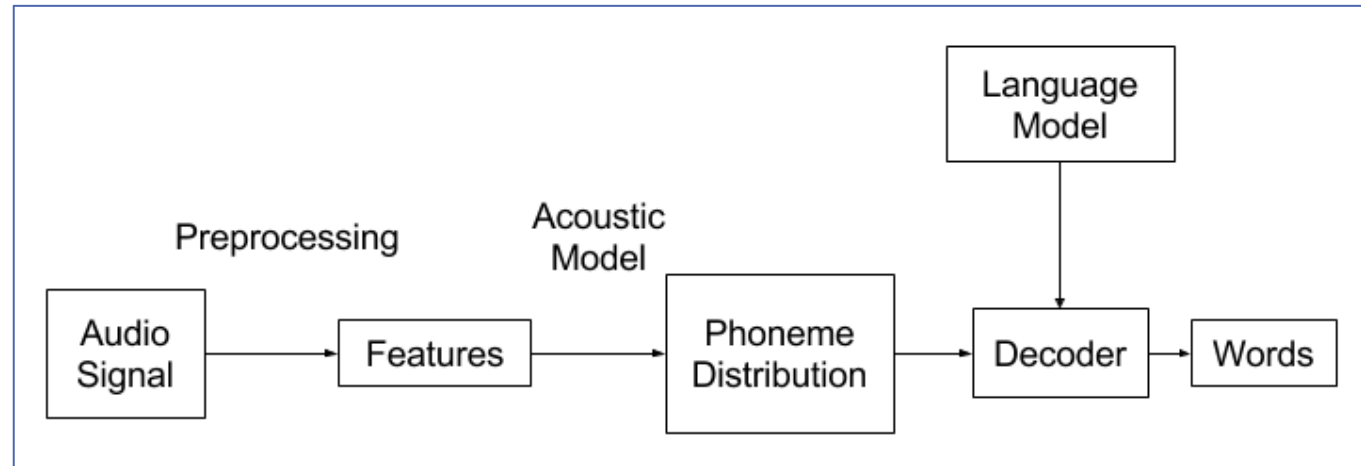 Language
Model
Preprocessing
Acoustic
Model
Audio
Signal
Features
Phoneme
Distribution
Decoder
Words